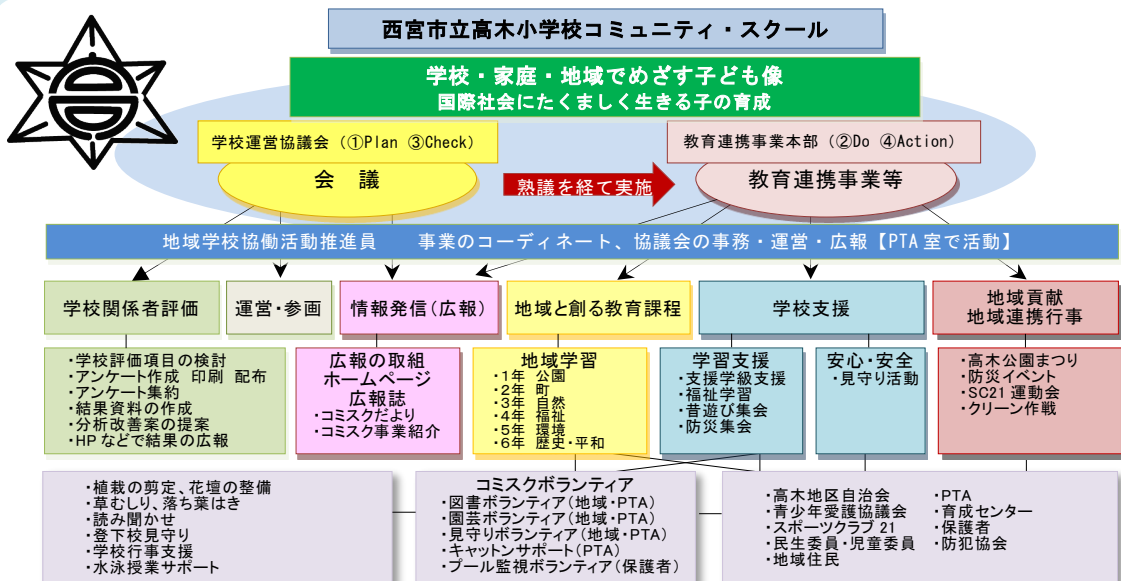 西宮市立高木小学校コミュニティ・スクール
学校・家庭・地域でめざす子ども像
国際社会にたくましく生きる子の育成
学校運営協議会（①Plan ③Check）
会　議
熟議を経て実施
教育連携事業本部（②Do ④Action）
教育連携事業等
地域学校協働活動推進員　　事業のコーディネート、協議会の事務・運営・広報【PTA室で活動】
学校関係者評価
運営・参画
情報発信（広報）
地域と創る教育課程
学校支援
地域貢献
地域連携行事
・学校評価項目の検討
・アンケート作成 印刷 配布
・アンケート集約
・結果資料の作成
・分析改善案の提案
・HPなどで結果の広報
広報の取組
ホームページ
広報誌
・コミスクだより
・コミスク事業紹介
地域学習
・1年 公園
・2年 町
・3年 自然
・4年 福祉
・5年 環境
・6年 歴史・平和
学習支援
・支援学級支援
・福祉学習
・昔遊び集会
・防災集会
安心・安全
・見守り活動
・高木公園まつり
・防災イベント
・SC21 運動会
・クリーン作戦
・植栽の剪定、花壇の整備
・草むしり、落ち葉はき
・読み聞かせ
・登下校見守り
・学校行事支援
・水泳授業サポート
コミスクボランティア
・図書ボランティア（地域・PTA）
・園芸ボランティア（地域・PTA）
・見守りボランティア（地域・PTA）
・キャットンサポート（PTA）
・プール監視ボランティア（保護者）
・高木地区自治会
・青少年愛護協議会
・スポーツクラブ 21
・民生委員・児童委員
・地域住民
・PTA
・育成センター
・保護者
・防犯協会